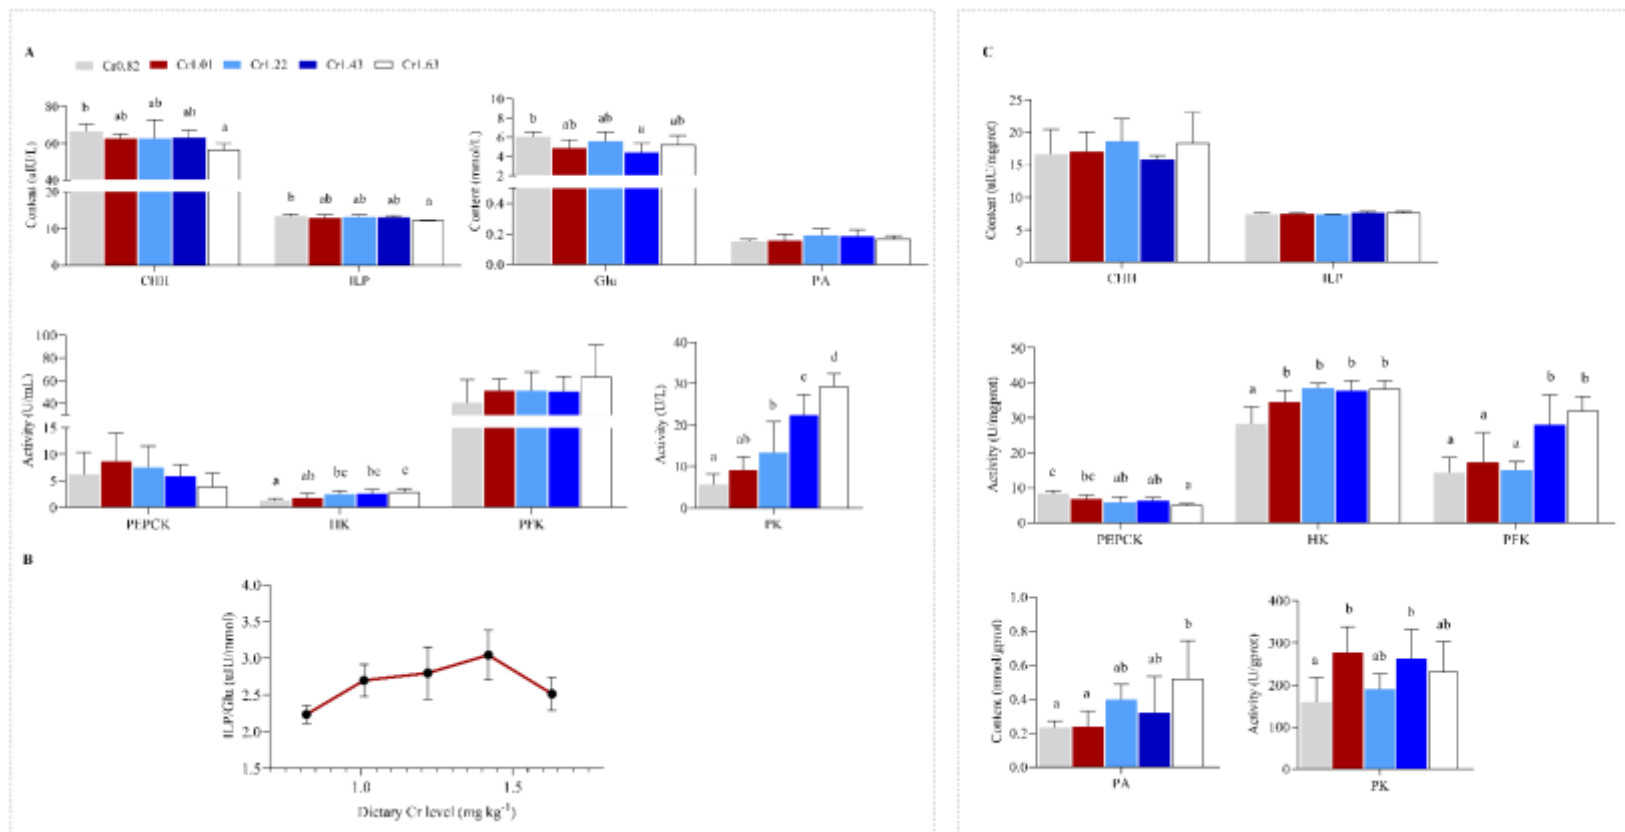 A
Cr0.82 Cr1.01 Cr1.22 Cr1.43 Cr1.63
Content (uIU/L)
80
60
40
20
10
0
b ab ab ab a
b ab ab ab a
CHH ILP
Content (mmol/L)
10
8
6
4
2
0.4
0.2
0.0
b ab ab a ab
Glu PA
Activity (U/mL)
100
80
60
40
15
10
5
0
a ab bc bc c
PEPCK HK PFK
Activity (U/L)
40
30
20
10
0
a ab b c d
PK
B
ILP/Glu (uIU/mmol)
4.0
3.5
3.0
2.5
2.0
1.5
1.0 1.5
Dietary Cr level (mg kg⁻¹)
C
Content (uIU/mgprot)
25
20
15
10
5
0
CHH ILP
Activity (U/mgprot)
50
40
30
20
10
0
c bc ab ab a
a b b b b
a a a b b
PEPCK HK PFK
Content (mmol/gprot)
1.0
0.8
0.6
0.4
0.2
0.0
a a ab ab b
PA
Activity (U/gprot)
400
300
200
100
0
a b ab b ab
PK